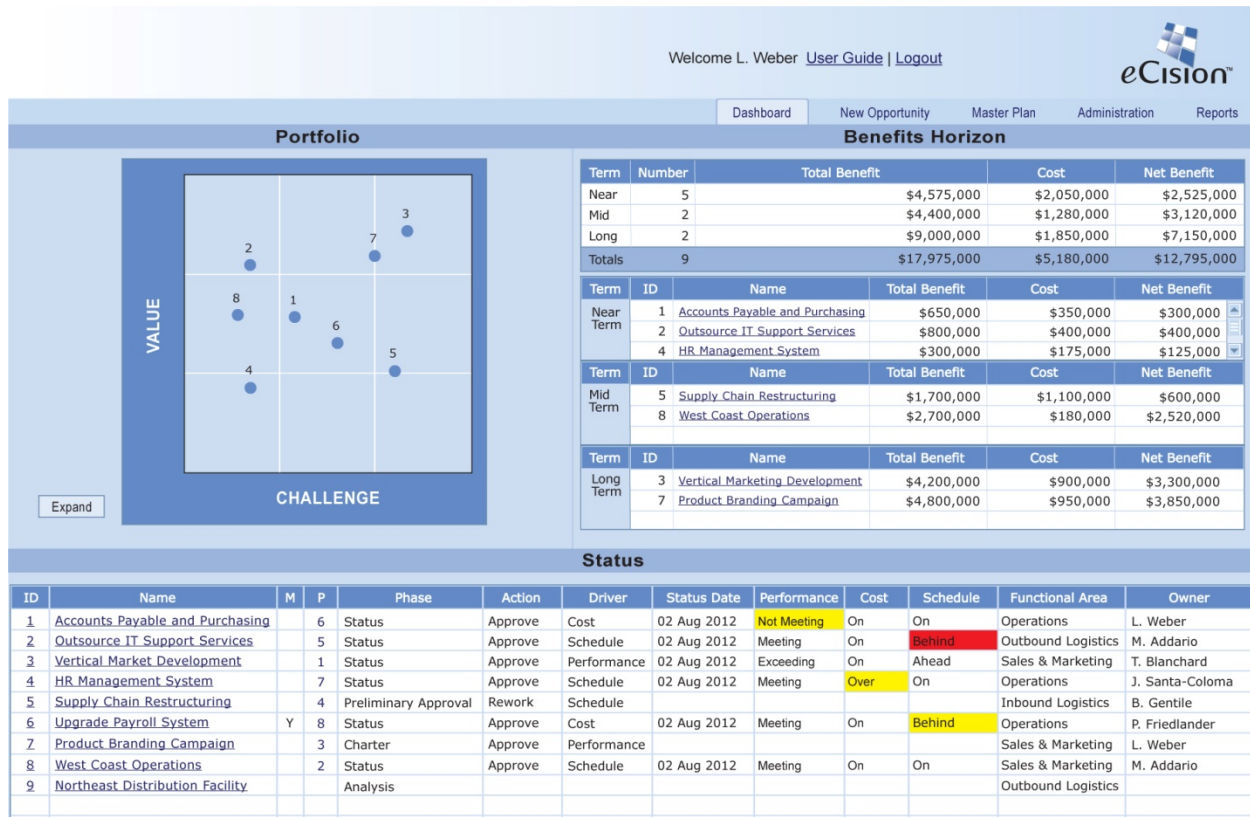 Welcome L. Weber User Guide | Logout
eCision™
Dashboard New Opportunity Master Plan Administration Reports
Portfolio
3
7
2
8
1
6
5
4
VALUE
CHALLENGE
Expand
Benefits Horizon
Term Number Total Benefit Cost Net Benefit
Near 5 $4,575,000 $2,050,000 $2,525,000
Mid 2 $4,400,000 $1,280,000 $3,120,000
Long 2 $9,000,000 $1,850,000 $7,150,000
Totals 9 $17,975,000 $5,180,000 $12,795,000
Term ID Name Total Benefit Cost Net Benefit
Near Term 1 Accounts Payable and Purchasing $650,000 $350,000 $300,000
2 Outsource IT Support Services $800,000 $400,000 $400,000
4 HR Management System $300,000 $175,000 $125,000
Term ID Name Total Benefit Cost Net Benefit
Mid Term 5 Supply Chain Restructuring $1,700,000 $1,100,000 $600,000
8 West Coast Operations $2,700,000 $180,000 $2,520,000
Term ID Name Total Benefit Cost Net Benefit
Long Term 3 Vertical Marketing Development $4,200,000 $900,000 $3,300,000
7 Product Branding Campaign $4,800,000 $950,000 $3,850,000
Status
ID Name M P Phase Action Driver Status Date Performance Cost Schedule Functional Area Owner
1 Accounts Payable and Purchasing 6 Status Approve Cost 02 Aug 2012 Not Meeting On On Operations L. Weber
2 Outsource IT Support Services 5 Status Approve Schedule 02 Aug 2012 Meeting On Behind Outbound Logistics M. Addario
3 Vertical Market Development 1 Status Approve Performance 02 Aug 2012 Exceeding On Ahead Sales & Marketing T. Blanchard
4 HR Management System 7 Status Approve Schedule 02 Aug 2012 Meeting Over On Operations J. Santa-Coloma
5 Supply Chain Restructuring 4 Preliminary Approval Rework Schedule Inbound Logistics B. Gentile
6 Upgrade Payroll System Y 8 Status Approve Cost 02 Aug 2012 Meeting On Behind Operations P. Friedlander
7 Product Branding Campaign 3 Charter Approve Performance Sales & Marketing L. Weber
8 West Coast Operations 2 Status Approve Schedule 02 Aug 2012 Meeting On On Sales & Marketing M. Addario
9 Northeast Distribution Facility Analysis Outbound Logistics